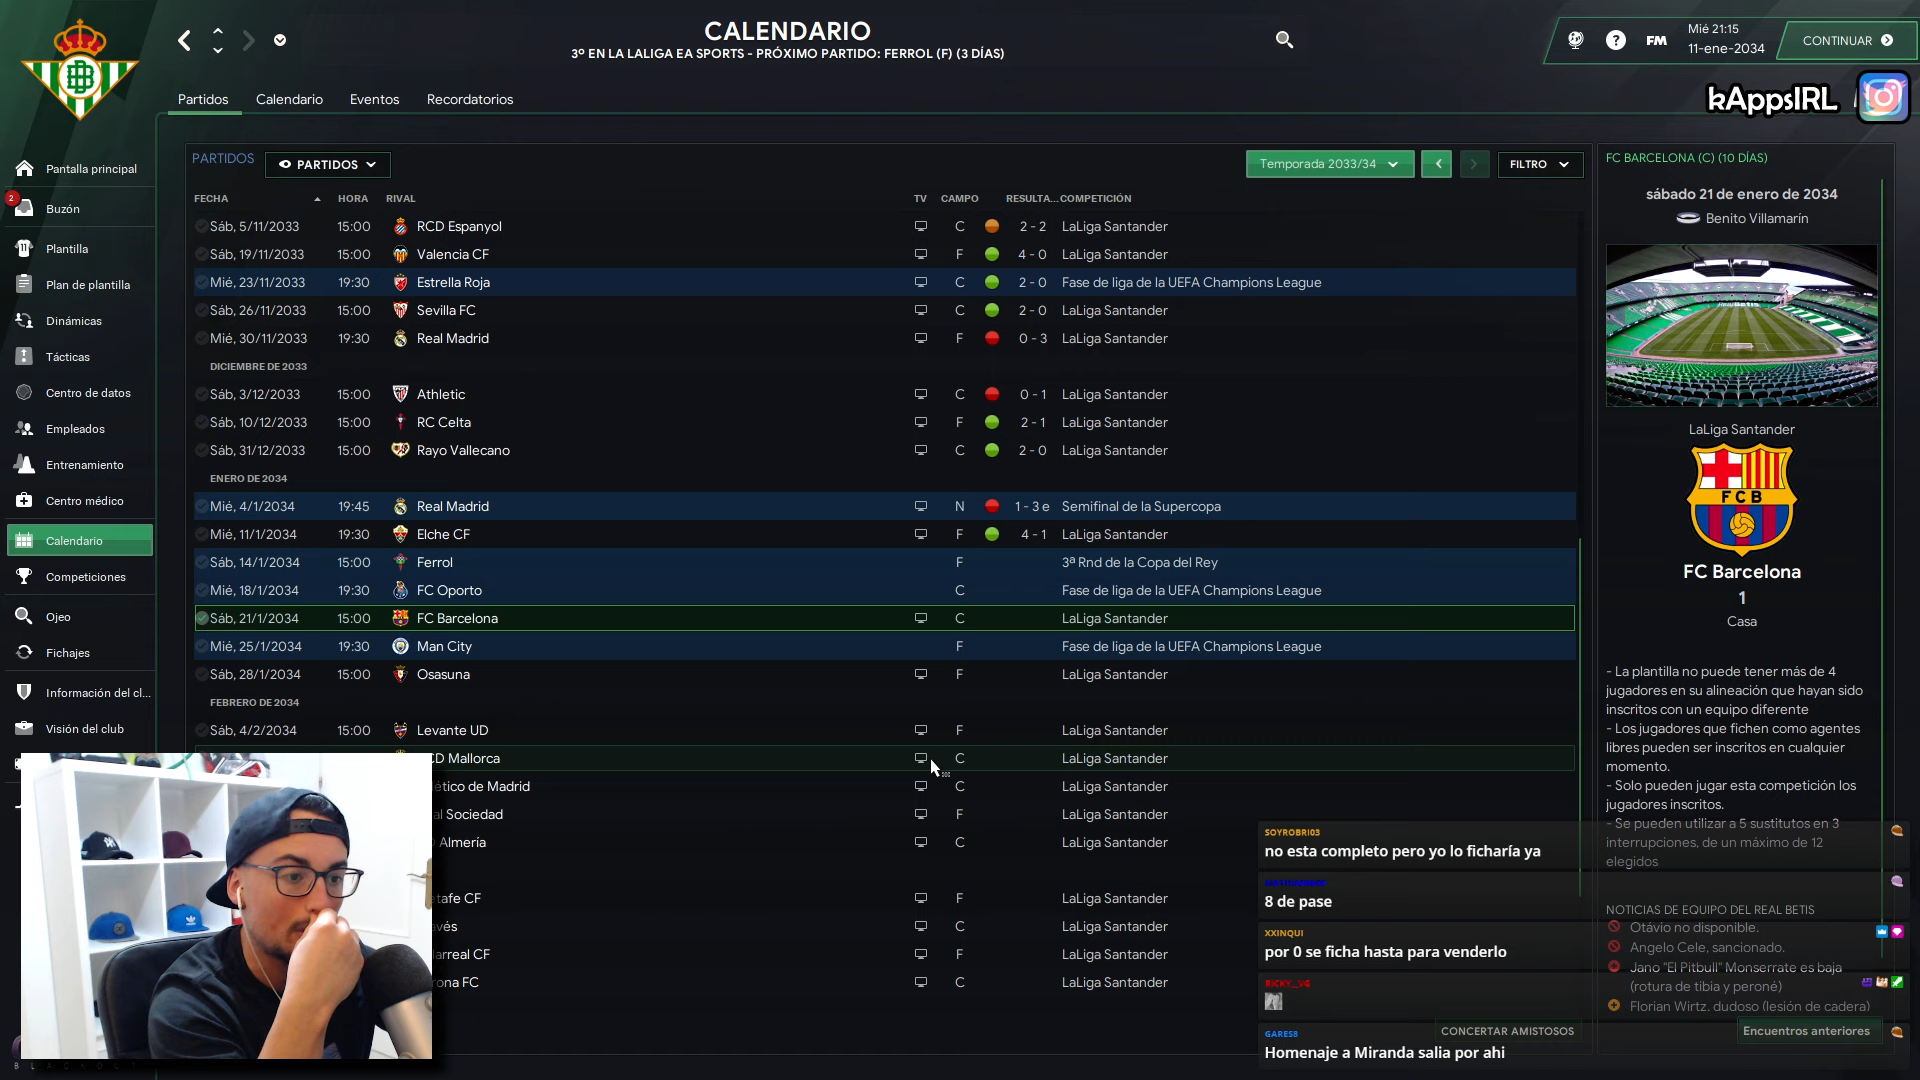 CALENDARIO
3º EN LA LALIGA EA SPORTS - PRÓXIMO PARTIDO: FERROL (F) (3 DÍAS)
FM
Mié 21:15
11-ene-2034
CONTINUAR
kAppsIRL
Partidos
Calendario
Eventos
Recordatorios
2
Pantalla principal
Buzón
Plantilla
Plan de plantilla
Dinámicas
Tácticas
Centro de datos
Empleados
Entrenamiento
Centro médico
Calendario
Competiciones
Ojeo
Fichajes
Información del cl...
Visión del club
PARTIDOS
PARTIDOS
Temporada 2033/34
FILTRO
FECHA HORA RIVAL TV CAMPO RESULTA... COMPETICIÓN
Sáb, 5/11/2033 15:00 RCD Espanyol C 2 - 2 LaLiga Santander
Sáb, 19/11/2033 15:00 Valencia CF F 4 - 0 LaLiga Santander
Mié, 23/11/2033 19:30 Estrella Roja C 2 - 0 Fase de liga de la UEFA Champions League
Sáb, 26/11/2033 15:00 Sevilla FC C 2 - 0 LaLiga Santander
Mié, 30/11/2033 19:30 Real Madrid F 0 - 3 LaLiga Santander
DICIEMBRE DE 2033
Sáb, 3/12/2033 15:00 Athletic C 0 - 1 LaLiga Santander
Sáb, 10/12/2033 15:00 RC Celta F 2 - 1 LaLiga Santander
Sáb, 31/12/2033 15:00 Rayo Vallecano C 2 - 0 LaLiga Santander
ENERO DE 2034
Mié, 4/1/2034 19:45 Real Madrid N 1 - 3 e Semifinal de la Supercopa
Mié, 11/1/2034 19:30 Elche CF F 4 - 1 LaLiga Santander
Sáb, 14/1/2034 15:00 Ferrol F 3ª Rnd de la Copa del Rey
Mié, 18/1/2034 19:30 FC Oporto C Fase de liga de la UEFA Champions League
Sáb, 21/1/2034 15:00 FC Barcelona C LaLiga Santander
Mié, 25/1/2034 19:30 Man City F Fase de liga de la UEFA Champions League
Sáb, 28/1/2034 15:00 Osasuna F LaLiga Santander
FEBRERO DE 2034
Sáb, 4/2/2034 15:00 Levante UD F LaLiga Santander
CD Mallorca C LaLiga Santander
ético de Madrid C LaLiga Santander
al Sociedad F LaLiga Santander
Almería C LaLiga Santander
tafe CF F LaLiga Santander
avés C LaLiga Santander
arreal CF F LaLiga Santander
rona FC C LaLiga Santander
CONCERTAR AMISTOSOS
FC BARCELONA (C) (10 DÍAS)
sábado 21 de enero de 2034
Benito Villamarín
LaLiga Santander
FCB
FC Barcelona
1
Casa
- La plantilla no puede tener más de 4
jugadores en su alineación que hayan sido
inscritos con un equipo diferente
- Los jugadores que fichen como agentes
libres pueden ser inscritos en cualquier
momento.
- Solo pueden jugar esta competición los
jugadores inscritos.
- Se pueden utilizar a 5 sustitutos en 3
interrupciones, de un máximo de 12
elegidos
NOTICIAS DE EQUIPO DEL REAL BETIS
Otávio no disponible.
Angelo Cele, sancionado.
Jano "El Pitbull" Monserrate es baja
(rotura de tibia y peroné)
Florian Wirtz, dudoso (lesión de cadera)
Encuentros anteriores
SOYROBRI03
no esta completo pero yo lo ficharía ya
8 de pase
XXINQUI
por 0 se ficha hasta para venderlo
RICKY_VG
GARES8
Homenaje a Miranda salia por ahi